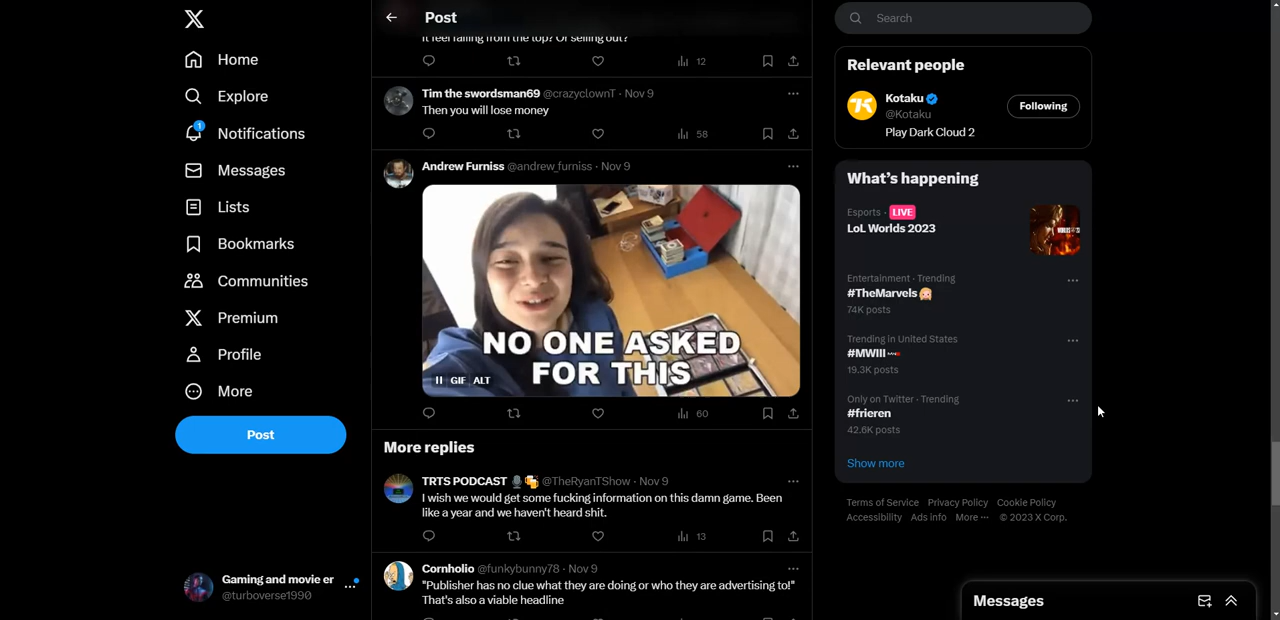 Home
Explore
1
Notifications
Messages
Lists
Bookmarks
Communities
Premium
Profile
More
Post
Gaming and movie er
@turboverse1990
Post
it feel falling from the top? Or selling out?
12
Tim the swordsman69 @crazyclownT · Nov 9
Then you will lose money
58
Andrew Furniss @andrew_furniss · Nov 9
NO ONE ASKED
FOR THIS
GIF ALT
60
More replies
TRTS PODCAST @TheRyanTShow · Nov 9
I wish we would get some fucking information on this damn game. Been
like a year and we haven't heard shit.
13
Cornholio @funkybunny78 · Nov 9
"Publisher has no clue what they are doing or who they are advertising to!"
That's also a viable headline
Search
Relevant people
Kotaku
@Kotaku
Following
Play Dark Cloud 2
What's happening
Esports · LIVE
LoL Worlds 2023
Entertainment · Trending
#TheMarvels
74K posts
Trending in United States
#MWIII
19.3K posts
Only on Twitter · Trending
#frieren
42.6K posts
Show more
Terms of Service Privacy Policy Cookie Policy
Accessibility Ads info More ··· © 2023 X Corp.
Messages